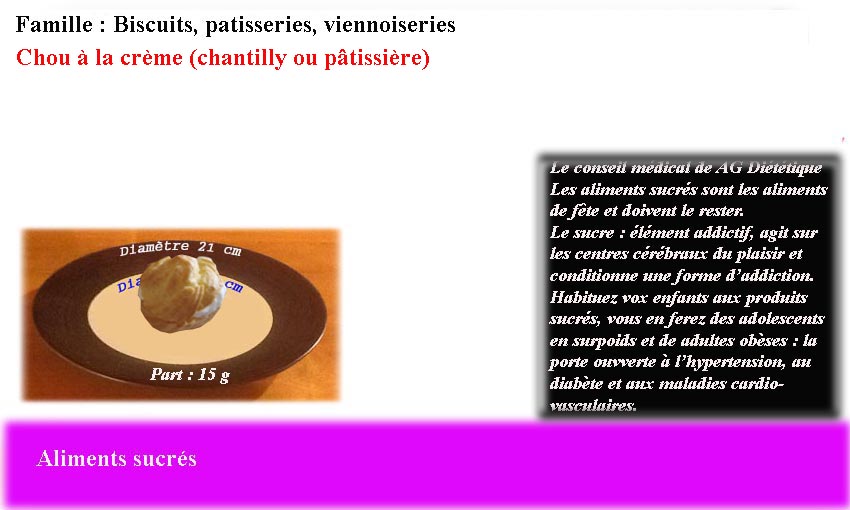 Famille : Biscuits, patisseries, viennoiseries
Chou à la crème (chantilly ou pâtissière)
Le conseil médical de AG Diététique
Les aliments sucrés sont les aliments
de fête et doivent le rester.
Le sucre : élément addictif, agit sur
les centres cérébraux du plaisir et
conditionne une forme d'addiction.
Habituez vox enfants aux produits
sucrés, vous en ferez des adolescents
en surpoids et de adultes obèses : la
porte ouvverte à l'hypertension, au
diabète et aux maladies cardio-
vasculaires.
Diamètre 21 cm
cm
Part : 15 g
Aliments sucrés